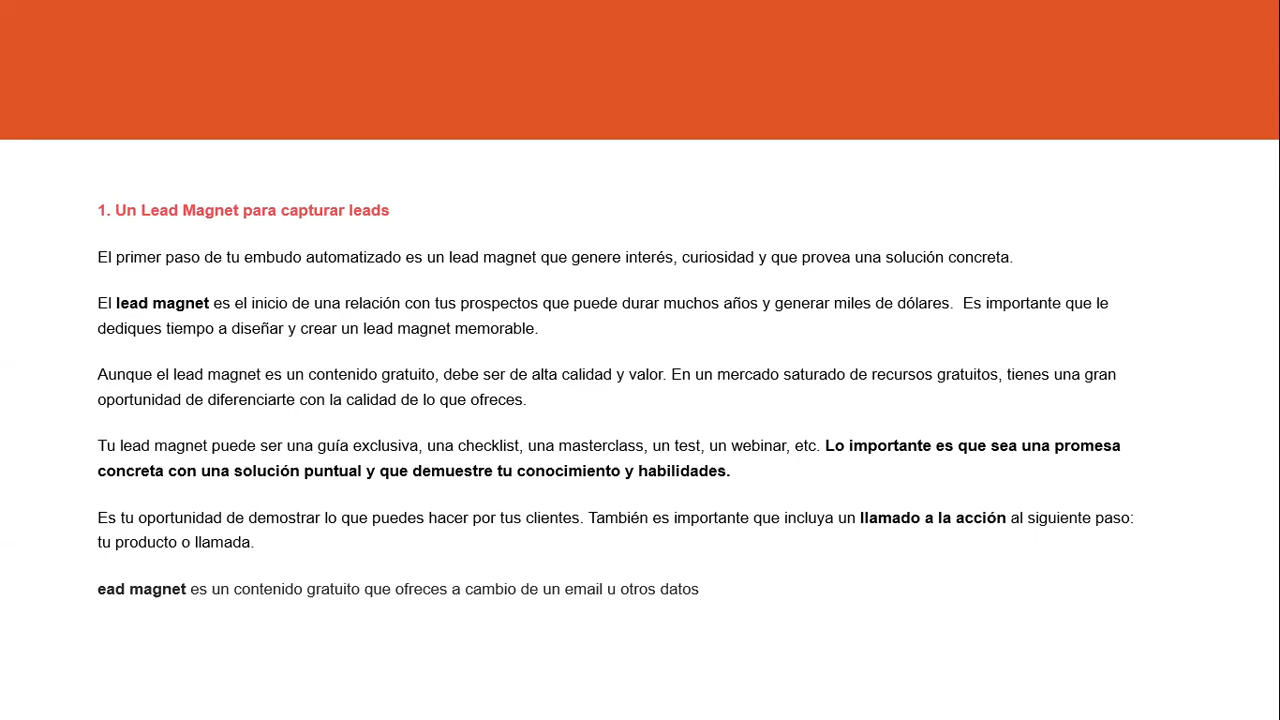 1. Un Lead Magnet para capturar leads
El primer paso de tu embudo automatizado es un lead magnet que genere interés, curiosidad y que provea una solución concreta.
El lead magnet es el inicio de una relación con tus prospectos que puede durar muchos años y generar miles de dólares.  Es importante que le
dediques tiempo a diseñar y crear un lead magnet memorable.
Aunque el lead magnet es un contenido gratuito, debe ser de alta calidad y valor. En un mercado saturado de recursos gratuitos, tienes una gran
oportunidad de diferenciarte con la calidad de lo que ofreces.
Tu lead magnet puede ser una guía exclusiva, una checklist, una masterclass, un test, un webinar, etc. Lo importante es que sea una promesa
concreta con una solución puntual y que demuestre tu conocimiento y habilidades.
Es tu oportunidad de demostrar lo que puedes hacer por tus clientes. También es importante que incluya un llamado a la acción al siguiente paso:
tu producto o llamada.
ead magnet es un contenido gratuito que ofreces a cambio de un email u otros datos